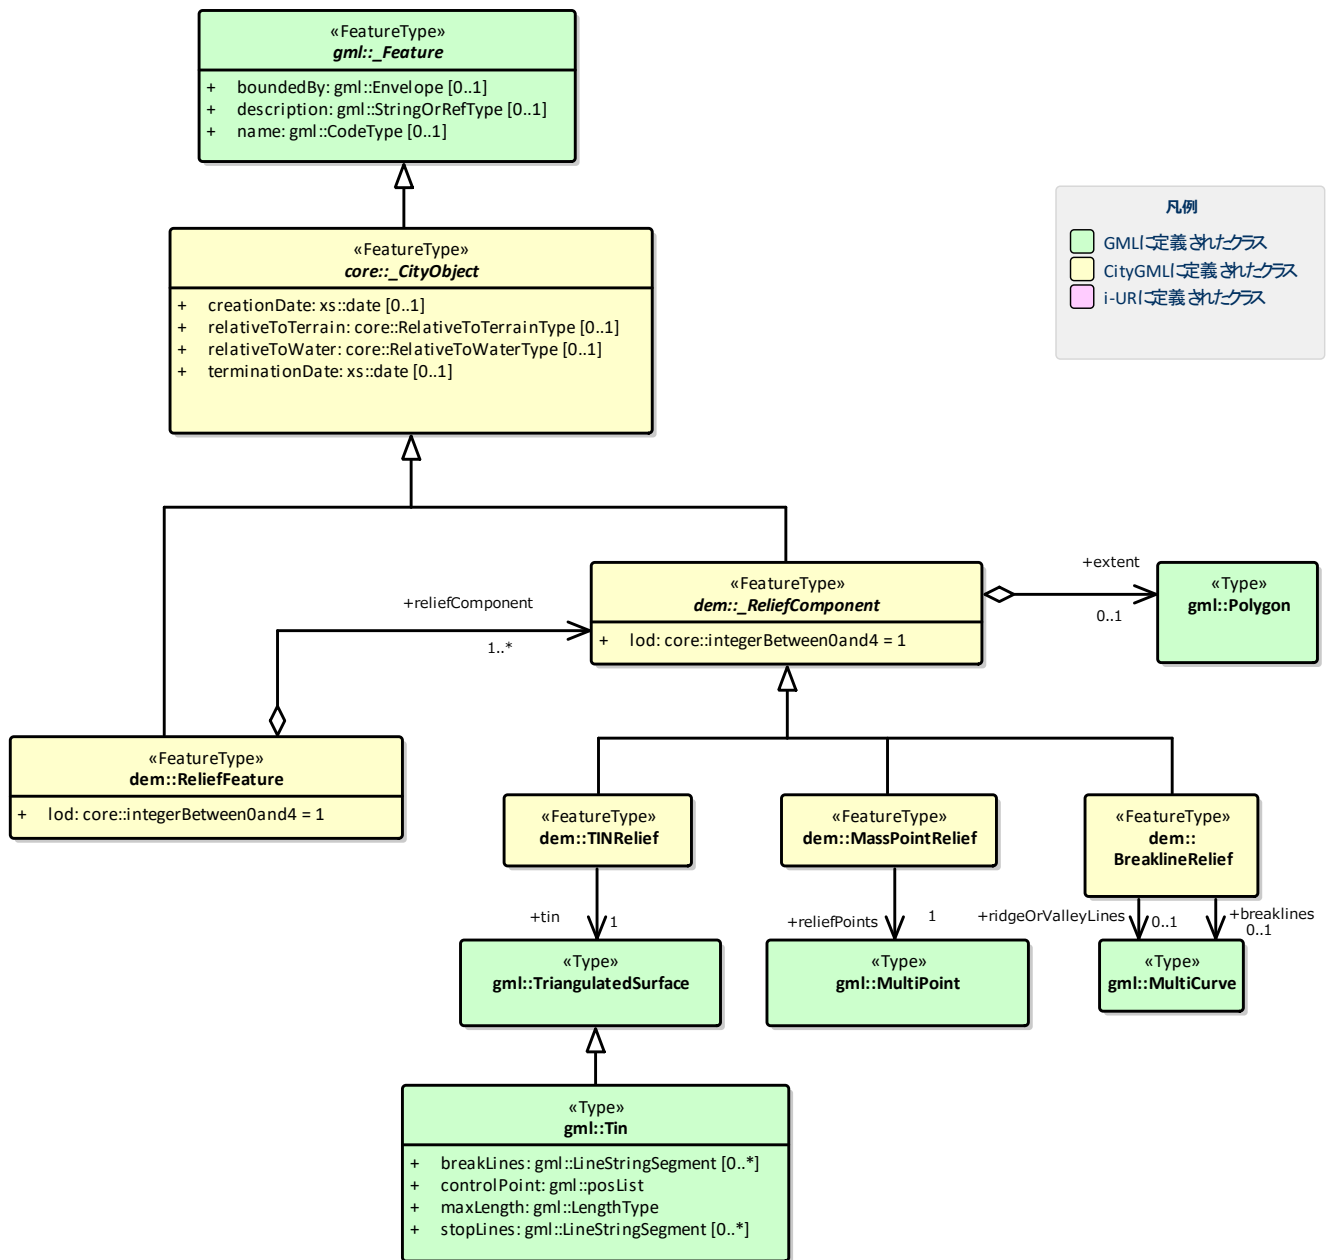 «FeatureType»
gml::_Feature
+ boundedBy: gml::Envelope [0..1]
+ description: gml::StringOrRefType [0..1]
+ name: gml::CodeType [0..1]
«FeatureType»
core::_CityObject
+ creationDate: xs::date [0..1]
+ relativeToTerrain: core::RelativeToTerrainType [0..1]
+ relativeToWater: core::RelativeToWaterType [0..1]
+ terminationDate: xs::date [0..1]
凡例
GMLに定義されたクラス
CityGMLに定義されたクラス
i-URに定義されたクラス
«FeatureType»
dem::_ReliefComponent
+ lod: core::integerBetween0and4 = 1
+extent
0..1
«Type»
gml::Polygon
+reliefComponent
1..*
«FeatureType»
dem::ReliefFeature
+ lod: core::integerBetween0and4 = 1
«FeatureType»
dem::TINRelief
«FeatureType»
dem::MassPointRelief
«FeatureType»
dem::
BreaklineRelief
+tin
1
+reliefPoints
1
+ridgeOrValleyLines
0..1
+breaklines
0..1
«Type»
gml::TriangulatedSurface
«Type»
gml::MultiPoint
«Type»
gml::MultiCurve
«Type»
gml::Tin
+ breakLines: gml::LineStringSegment [0..*]
+ controlPoint: gml::posList
+ maxLength: gml::LengthType
+ stopLines: gml::LineStringSegment [0..*]